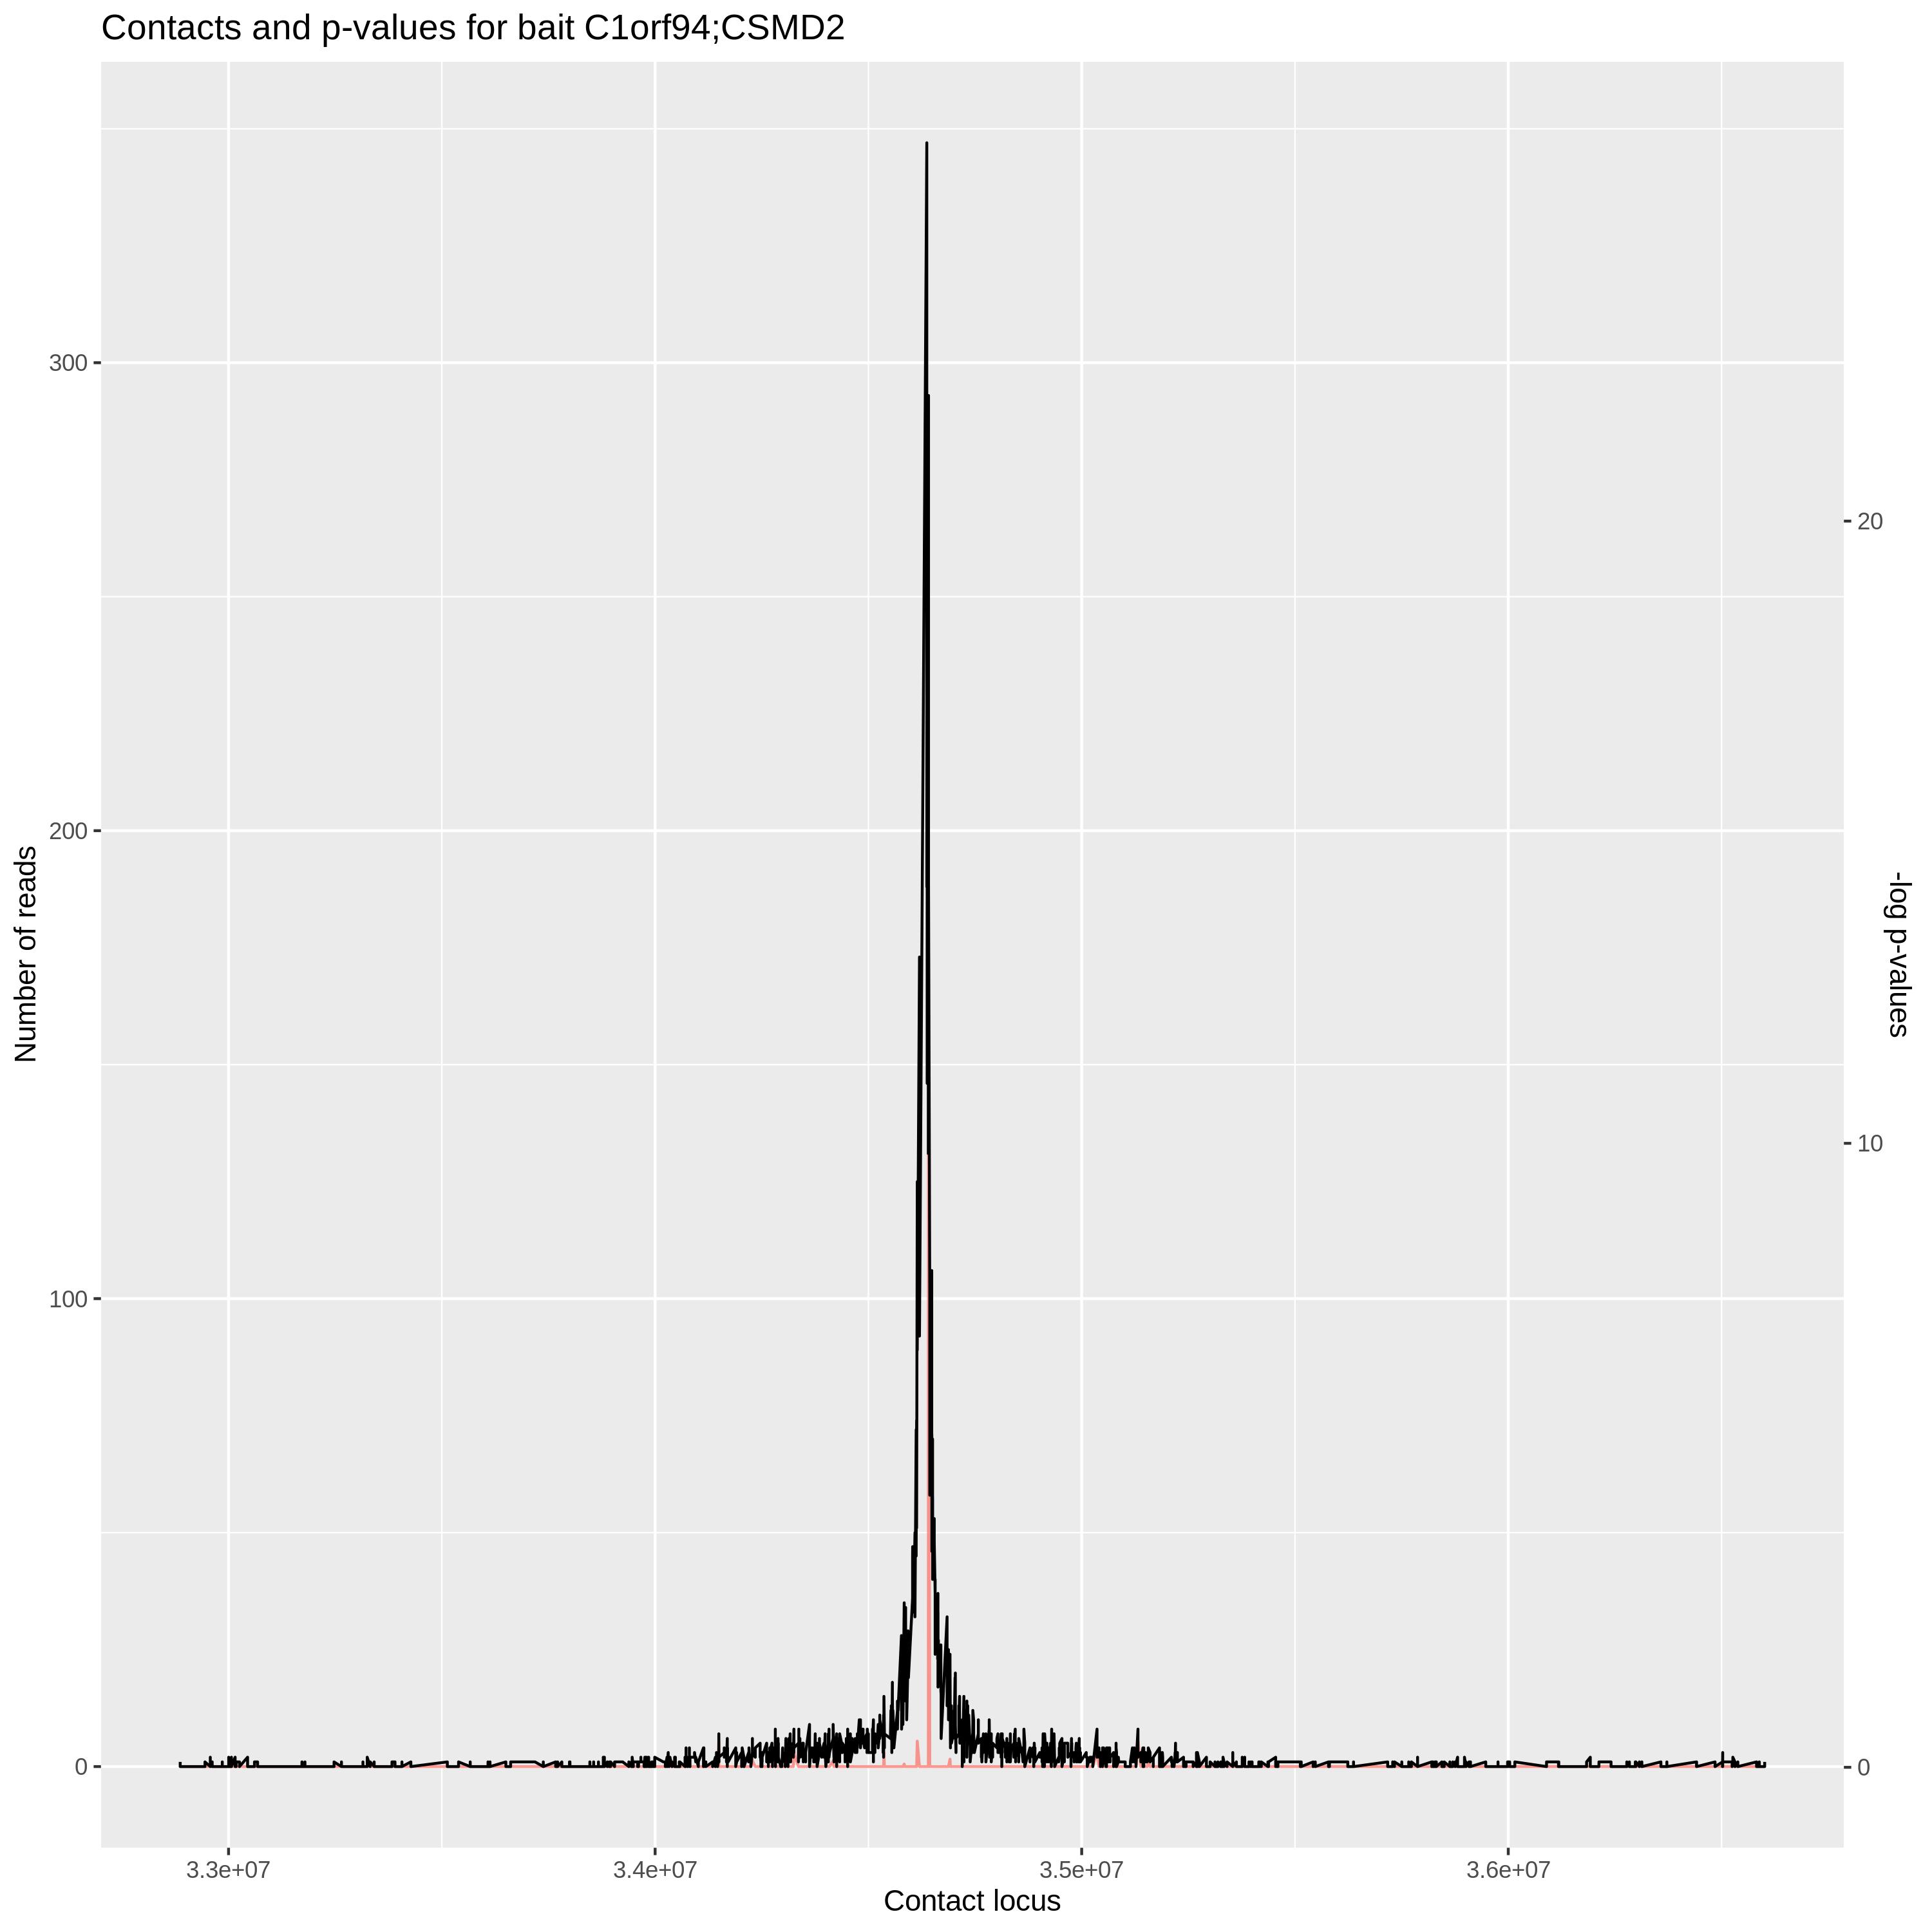 Contacts and p-values for bait C1orf94;CSMD2
Number of reads
300
200
100
0
20
10
0
-log p-values
3.3e+07
3.4e+07
3.5e+07
3.6e+07
Contact locus